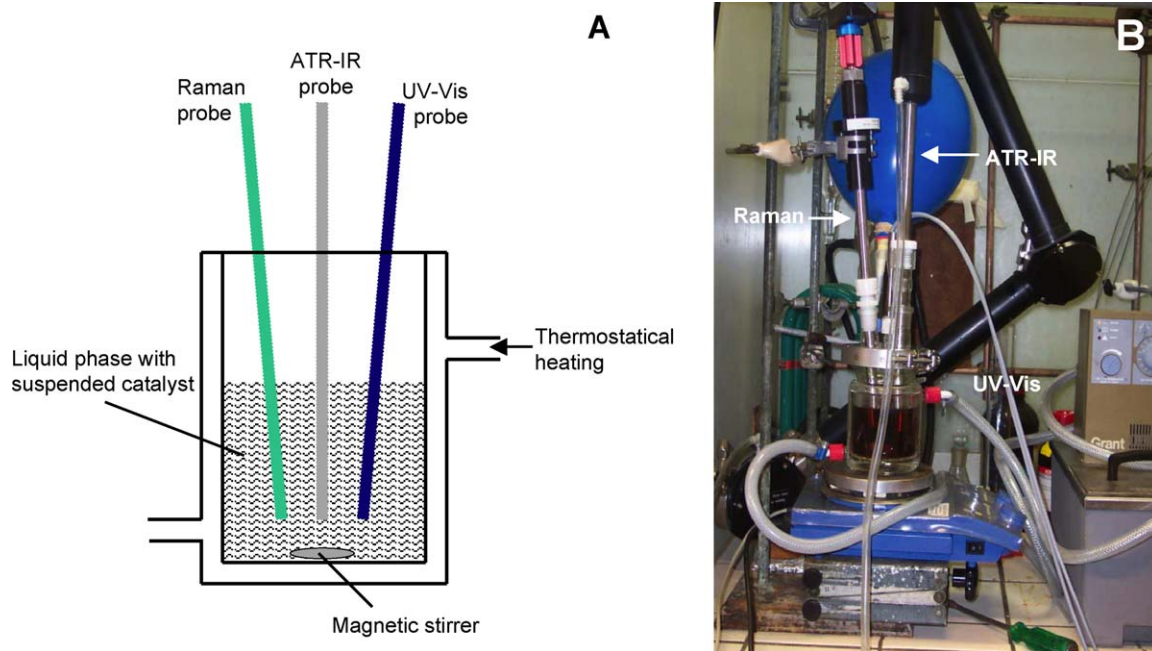 A
ATR-IR
probe
Raman
probe
UV-Vis
probe
Liquid phase with
suspended catalyst
Thermostatical
heating
Magnetic stirrer
B
ATR-IR
Raman
UV-Vis
Grant